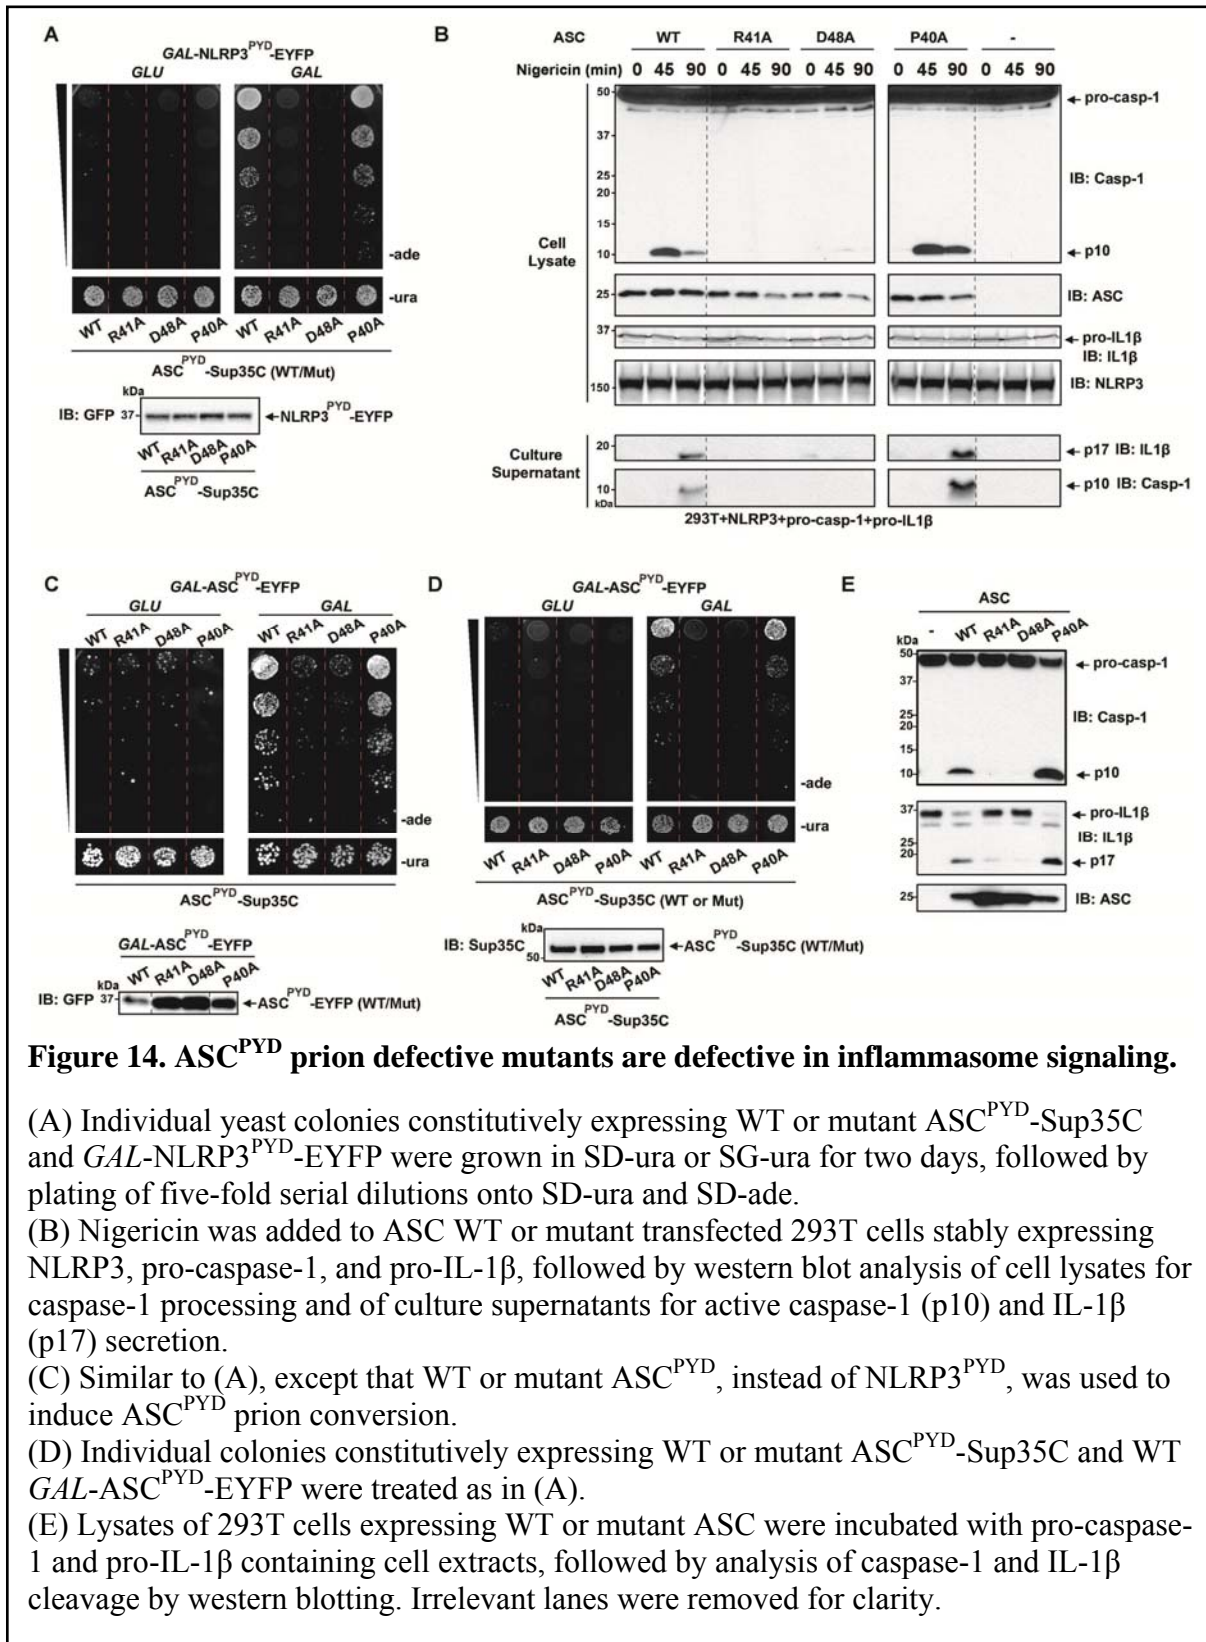 A
GAL-NLRP3PYD-EYFP
GLU GAL
-ade
-ura
WT R41A D48A P40A WT R41A D48A P40A
ASCPYD-Sup35C (WT/Mut)
kDa
IB: GFP 37 NLRP3PYD-EYFP
WT R41A D48A P40A
ASCPYD-Sup35C
B
ASC WT R41A D48A P40A -
Nigericin (min) 0 45 90 0 45 90 0 45 90 0 45 90 0 45 90
50 pro-casp-1
37
25
20
15
10
IB: Casp-1
p10
Cell
Lysate
25 IB: ASC
37 pro-IL1β
IB: IL1β
150 IB: NLRP3
Culture
Supernatant
20 p17 IB: IL1β
10 p10 IB: Casp-1
kDa
293T+NLRP3+pro-casp-1+pro-IL1β
C
GAL-ASCPYD-EYFP
GLU GAL
WT R41A D48A P40A WT R41A D48A P40A
-ade
-ura
ASCPYD-Sup35C
GAL-ASCPYD-EYFP
WT R41A D48A P40A
kDa
IB: GFP 37 ASCPYD-EYFP (WT/Mut)
D
GAL-ASCPYD-EYFP
GLU GAL
-ade
-ura
WT R41A D48A P40A WT R41A D48A P40A
ASCPYD-Sup35C (WT or Mut)
kDa
IB: Sup35C 50 ASCPYD-Sup35C (WT/Mut)
WT R41A D48A P40A
ASCPYD-Sup35C
E
ASC
- WT R41A D48A P40A
kDa
50 pro-casp-1
37
25
20
15
10
IB: Casp-1
p10
37 pro-IL1β
25
20
IB: IL1β
p17
25 IB: ASC
Figure 14. ASCPYD prion defective mutants are defective in inflammasome signaling.
(A) Individual yeast colonies constitutively expressing WT or mutant ASCPYD-Sup35C
and GAL-NLRP3PYD-EYFP were grown in SD-ura or SG-ura for two days, followed by
plating of five-fold serial dilutions onto SD-ura and SD-ade.
(B) Nigericin was added to ASC WT or mutant transfected 293T cells stably expressing
NLRP3, pro-caspase-1, and pro-IL-1β, followed by western blot analysis of cell lysates for
caspase-1 processing and of culture supernatants for active caspase-1 (p10) and IL-1β
(p17) secretion.
(C) Similar to (A), except that WT or mutant ASCPYD, instead of NLRP3PYD, was used to
induce ASCPYD prion conversion.
(D) Individual colonies constitutively expressing WT or mutant ASCPYD-Sup35C and WT
GAL-ASCPYD-EYFP were treated as in (A).
(E) Lysates of 293T cells expressing WT or mutant ASC were incubated with pro-caspase-
1 and pro-IL-1β containing cell extracts, followed by analysis of caspase-1 and IL-1β
cleavage by western blotting. Irrelevant lanes were removed for clarity.